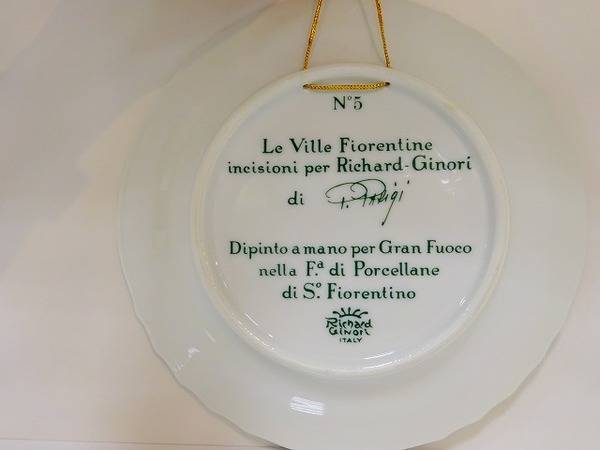 N°5
Le Ville Fiorentine
incisioni per Richard-Ginori
di P. Parigi
Dipinto a mano per Gran Fuoco
nella F.a di Porcellane
di S.o Fiorentino
Richard
Ginori
ITALY